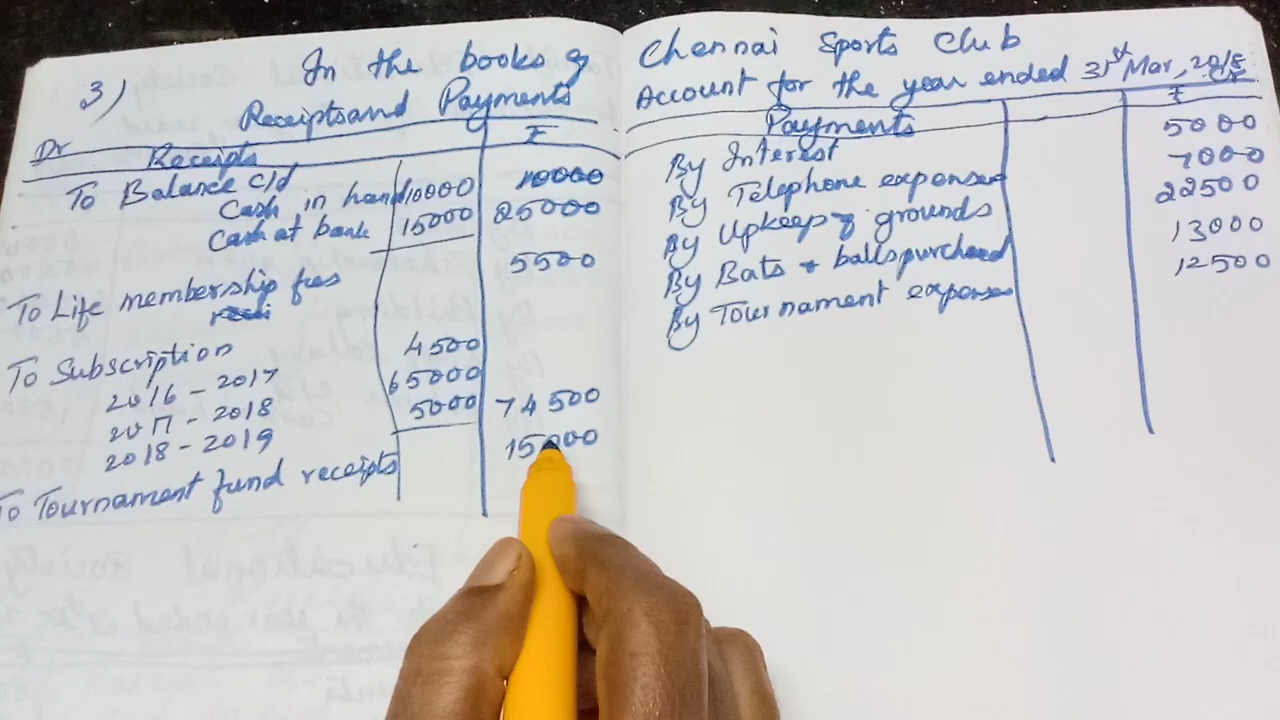 3) In the books of Chennai Sports Club
Receipts and Payments Account for the year ended 31st Mar, 2018
Dr Cr
Receipts ₹
To Balance c/d 10000
Cash in hand 10000 25000
Cash at bank 15000
To Life membership fees 5500
To Subscription
2016 - 2017 4500
2017 - 2018 65000
2018 - 2019 5000 74500
To Tournament fund receipts 15000
Payments ₹
By Interest 5000
By Telephone expenses 7000
By Upkeep of grounds 22500
By Bats & balls purchased 13000
By Tournament expenses 12500